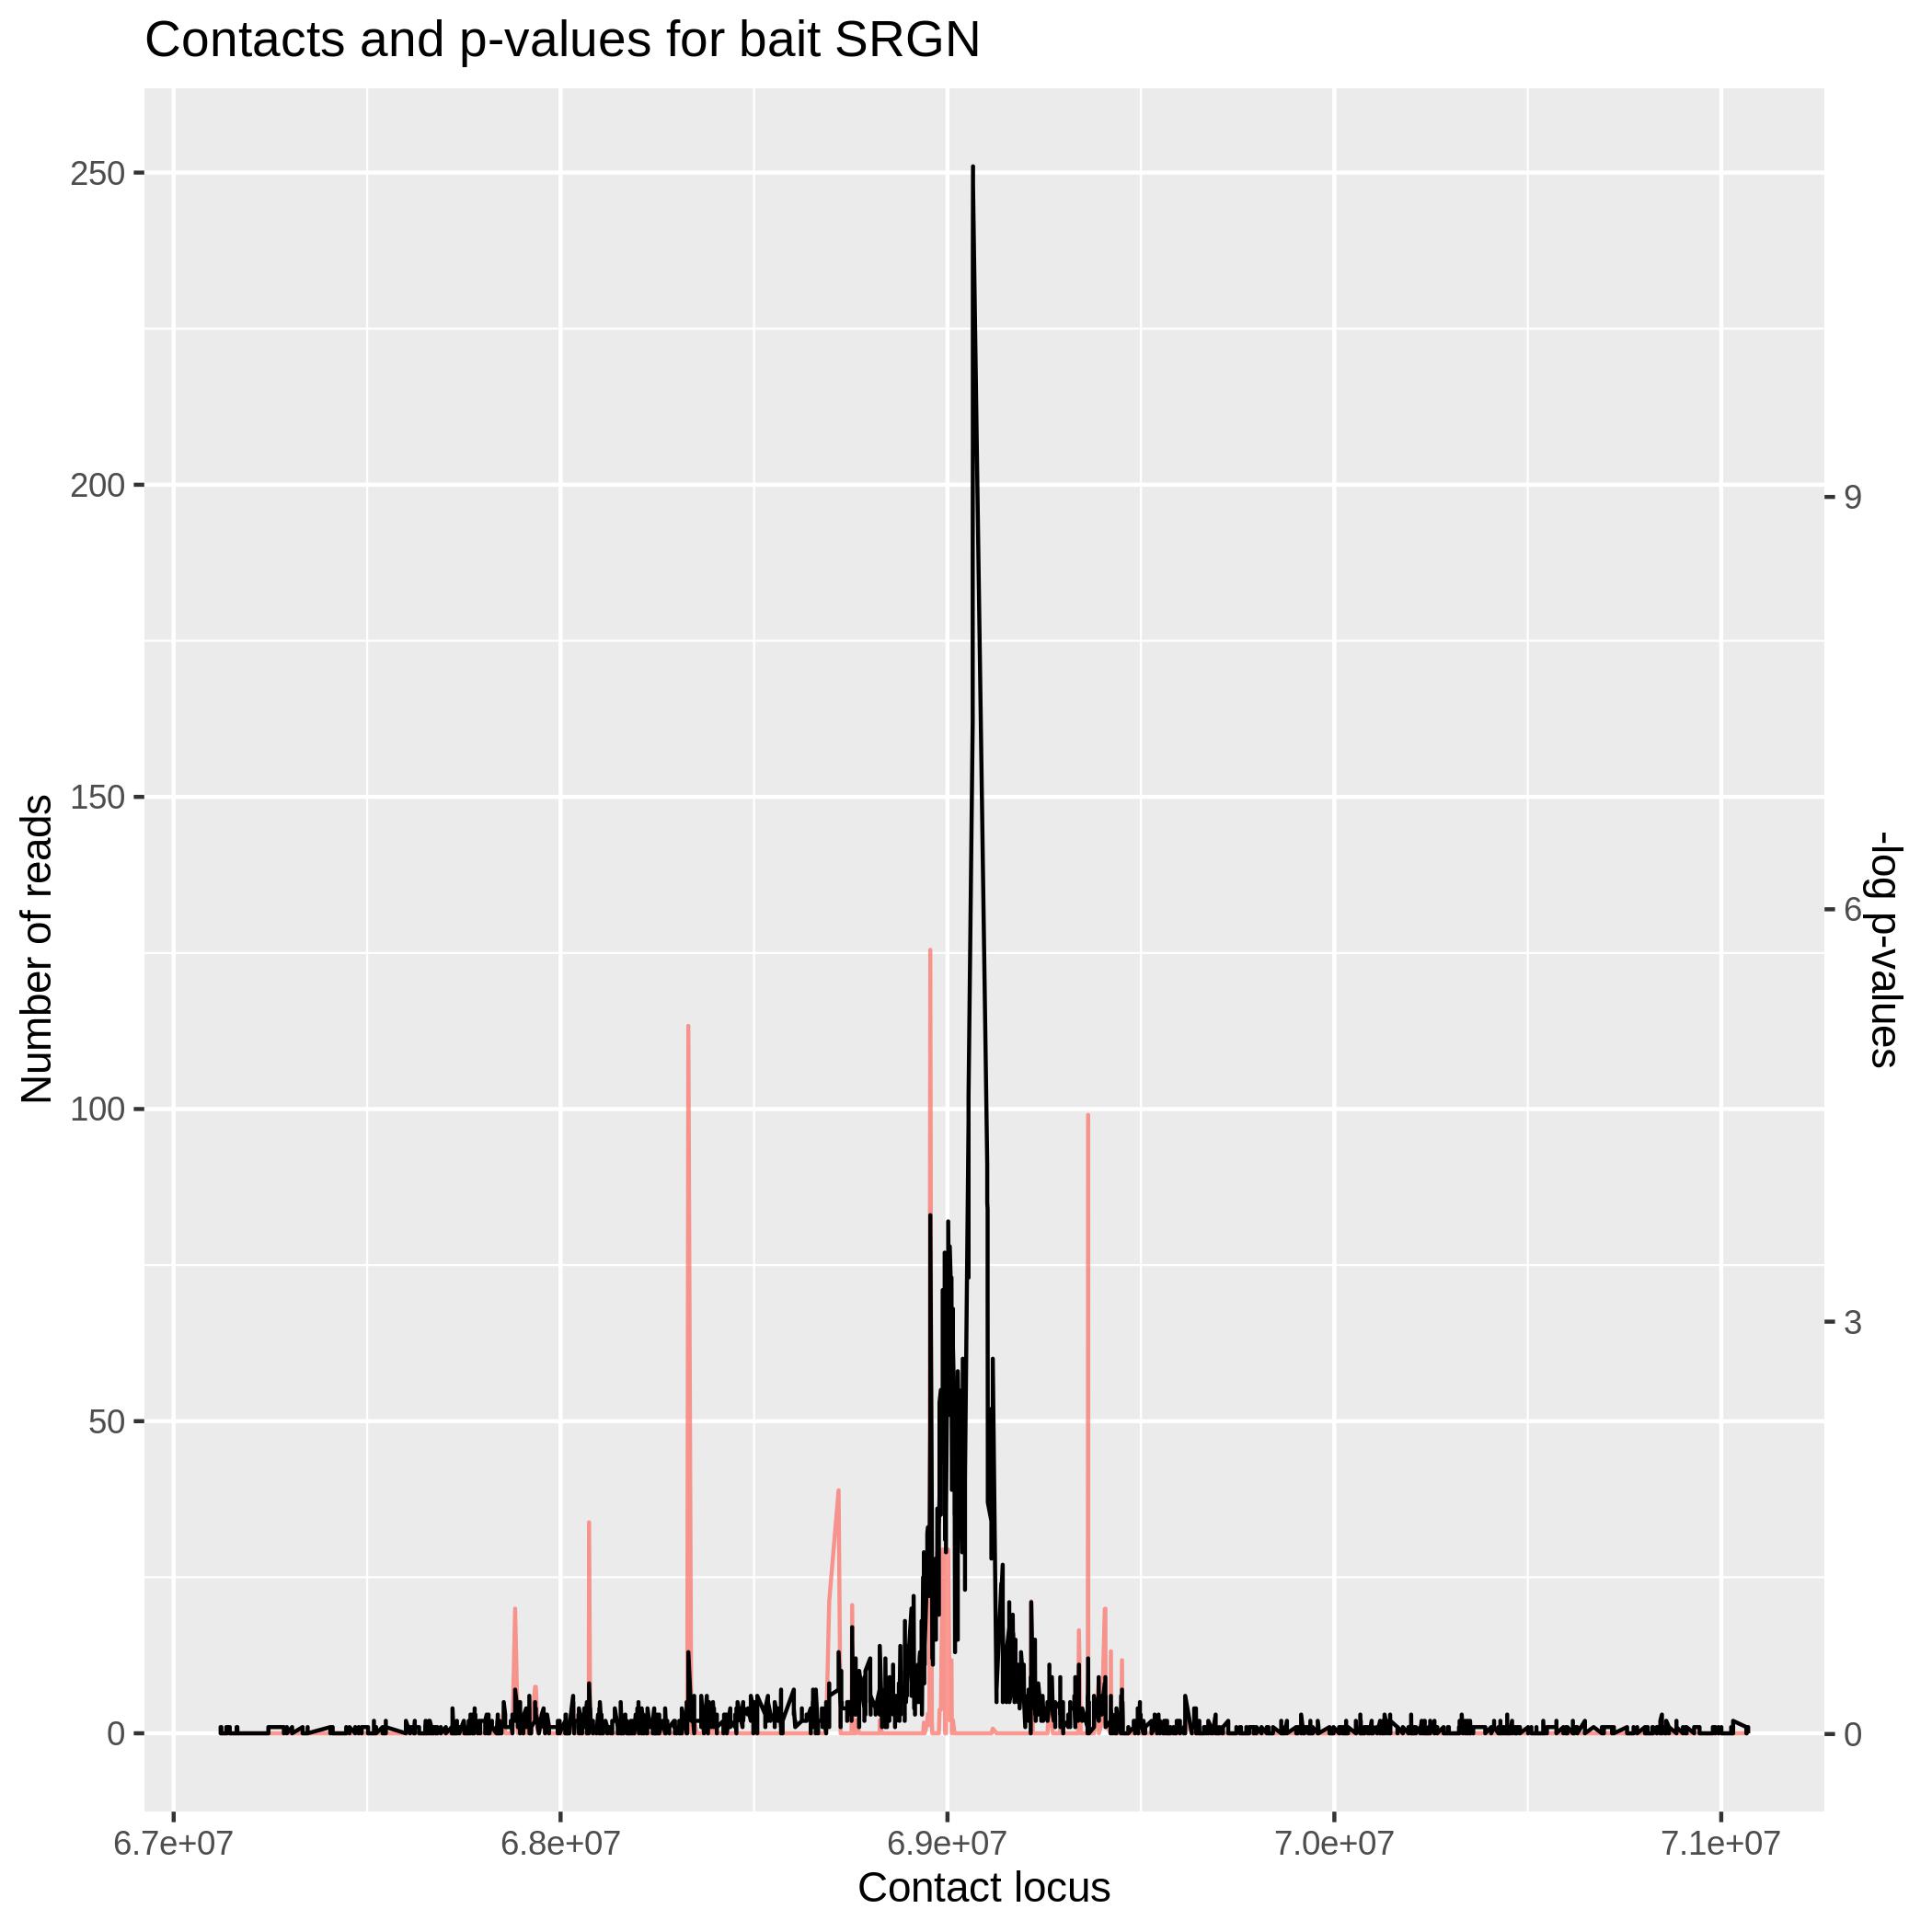 Contacts and p-values for bait SRGN
250
200
150
100
50
0
Number of reads
9
6
3
0
-log p-values
6.7e+07 6.8e+07 6.9e+07 7.0e+07 7.1e+07
Contact locus